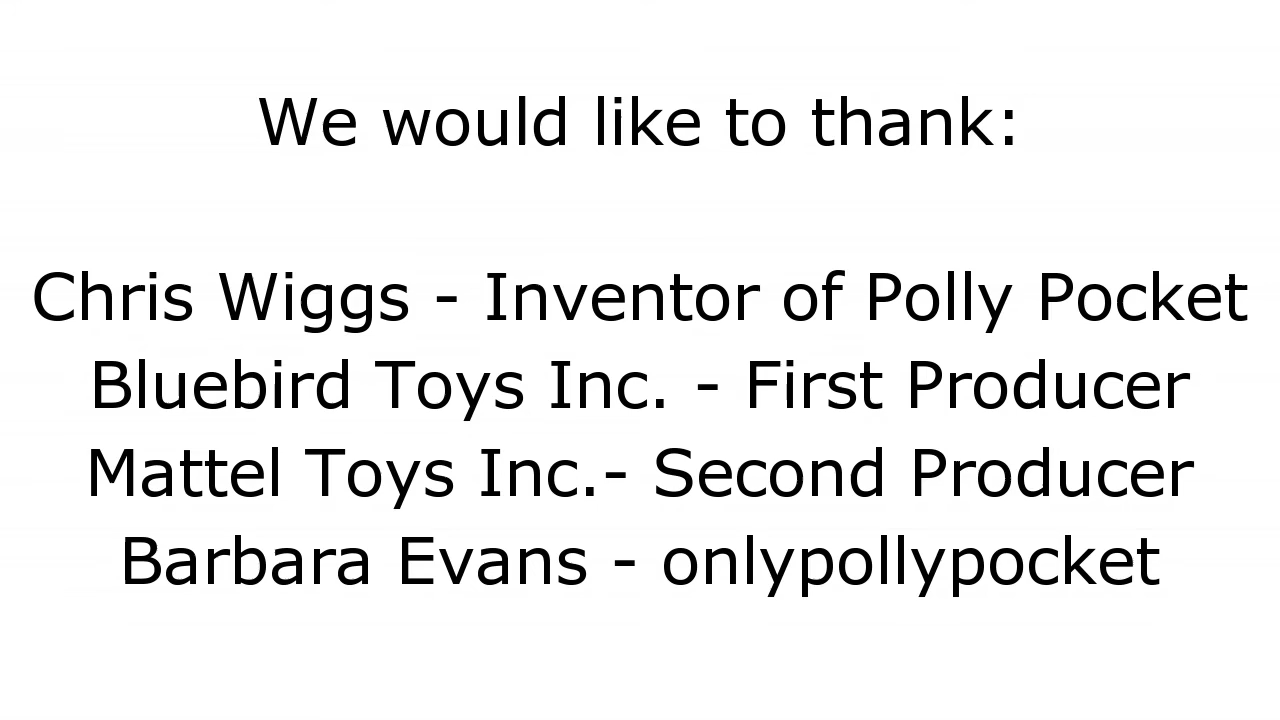 We would like to thank:
Chris Wiggs - Inventor of Polly Pocket
Bluebird Toys Inc. - First Producer
Mattel Toys Inc.- Second Producer
Barbara Evans - onlypollypocket